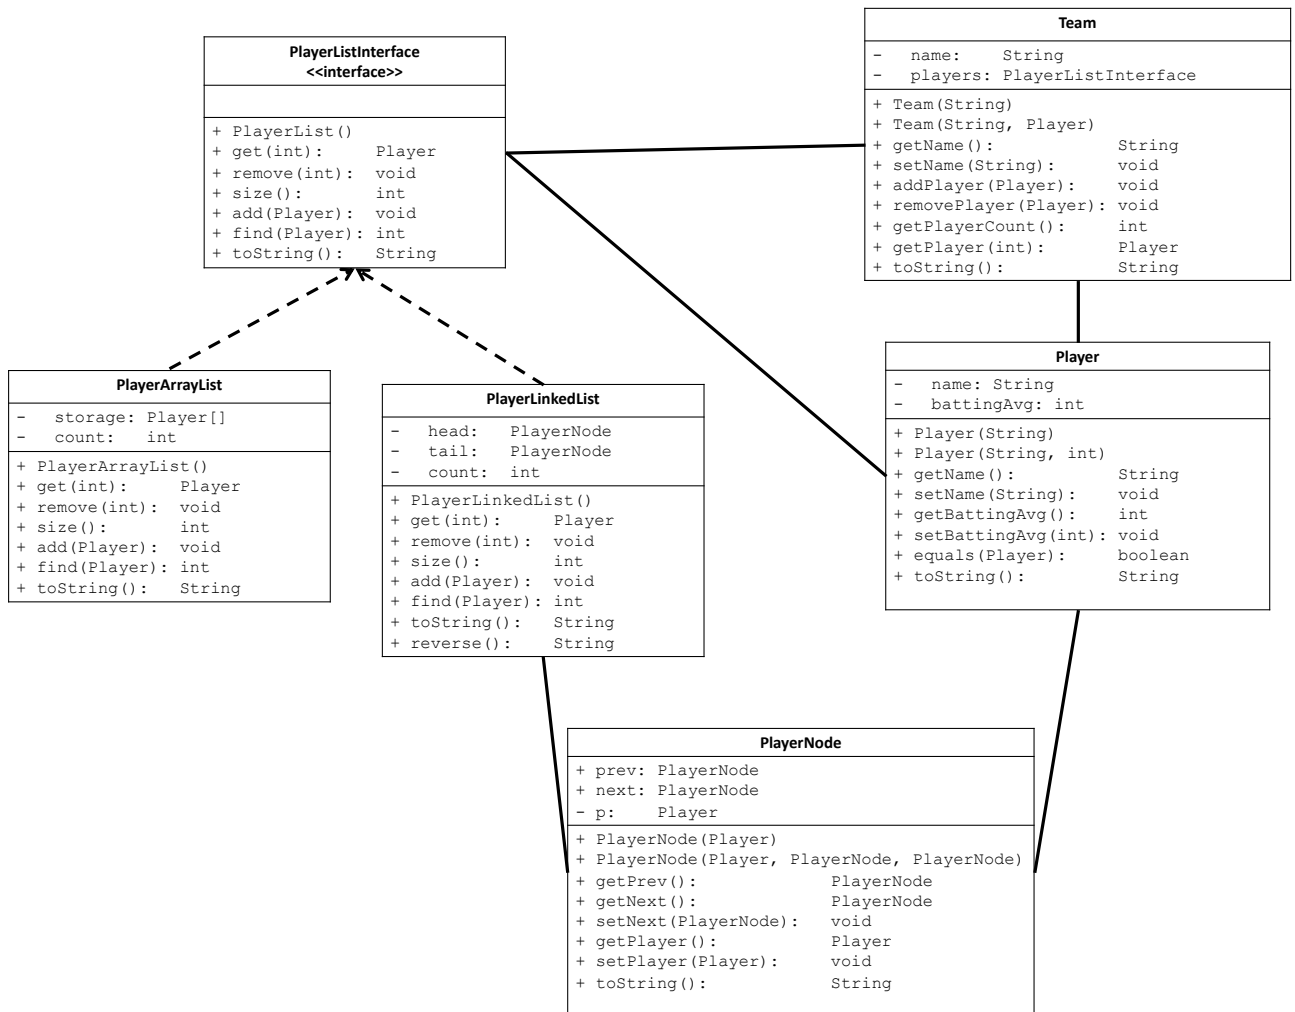 PlayerListInterface
<<interface>>
+ PlayerList()
+ get(int): Player
+ remove(int): void
+ size(): int
+ add(Player): void
+ find(Player): int
+ toString(): String
Team
- name: String
- players: PlayerListInterface
+ Team(String)
+ Team(String, Player)
+ getName(): String
+ setName(String): void
+ addPlayer(Player): void
+ removePlayer(Player): void
+ getPlayerCount(): int
+ getPlayer(int): Player
+ toString(): String
PlayerArrayList
- storage: Player[]
- count: int
+ PlayerArrayList()
+ get(int): Player
+ remove(int): void
+ size(): int
+ add(Player): void
+ find(Player): int
+ toString(): String
PlayerLinkedList
- head: PlayerNode
- tail: PlayerNode
- count: int
+ PlayerLinkedList()
+ get(int): Player
+ remove(int): void
+ size(): int
+ add(Player): void
+ find(Player): int
+ toString(): String
+ reverse(): String
Player
- name: String
- battingAvg: int
+ Player(String)
+ Player(String, int)
+ getName(): String
+ setName(String): void
+ getBattingAvg(): int
+ setBattingAvg(int): void
+ equals(Player): boolean
+ toString(): String
PlayerNode
+ prev: PlayerNode
+ next: PlayerNode
- p: Player
+ PlayerNode(Player)
+ PlayerNode(Player, PlayerNode, PlayerNode)
+ getPrev(): PlayerNode
+ getNext(): PlayerNode
+ setNext(PlayerNode): void
+ getPlayer(): Player
+ setPlayer(Player): void
+ toString(): String